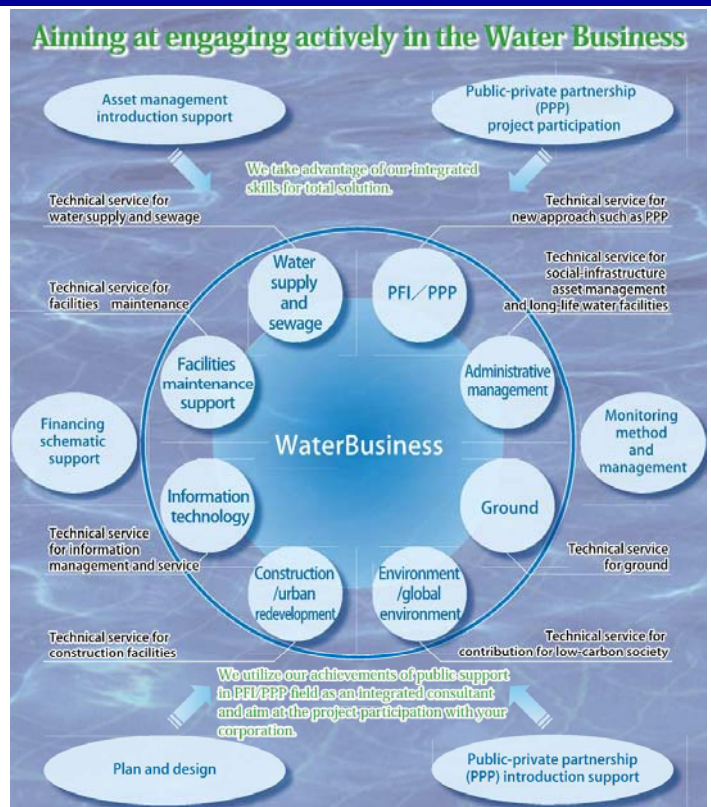 Aiming at engaging actively in the Water Business
Asset management
introduction support
Public-private partnership
(PPP)
project participation
We take advantage of our integrated
skills for total solution.
Technical service for
water supply and sewage
Technical service for
new approach such as PPP
Water
supply
and
sewage
PFI／PPP
Technical service for
social-infrastructure
asset management
and long-life water facilities
Technical service for
facilities maintenance
Facilities
maintenance
support
Administrative
management
Financing
schematic
support
WaterBusiness
Monitoring
method
and
management
Information
technology
Ground
Technical service
for information
management and service
Technical service
for ground
Construction
/urban
redevelopment
Environment
/global
environment
Technical service for
construction facilities
Technical service for
contribution for low-carbon society
We utilize our achievements of public support
in PFI/PPP field as an integrated consultant
and aim at the project participation with your
corporation.
Plan and design
Public-private partnership
(PPP) introduction support